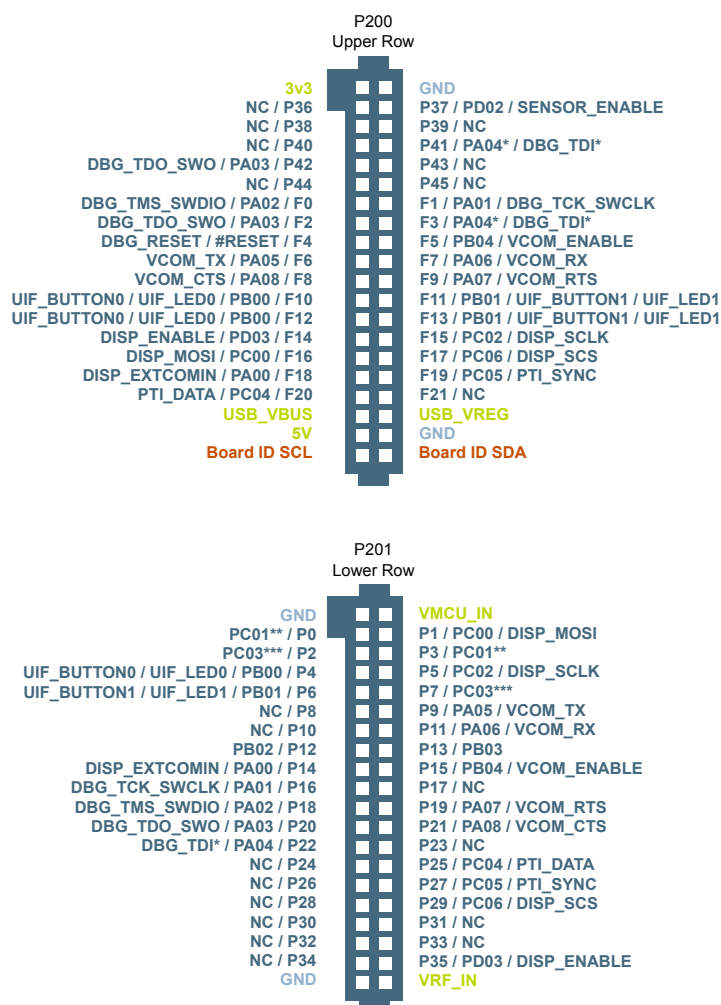 P200
Upper Row
3v3 GND
NC / P36 P37 / PD02 / SENSOR_ENABLE
NC / P38 P39 / NC
NC / P40 P41 / PA04* / DBG_TDI*
DBG_TDO_SWO / PA03 / P42 P43 / NC
NC / P44 P45 / NC
DBG_TMS_SWDIO / PA02 / F0 F1 / PA01 / DBG_TCK_SWCLK
DBG_TDO_SWO / PA03 / F2 F3 / PA04* / DBG_TDI*
DBG_RESET / #RESET / F4 F5 / PB04 / VCOM_ENABLE
VCOM_TX / PA05 / F6 F7 / PA06 / VCOM_RX
VCOM_CTS / PA08 / F8 F9 / PA07 / VCOM_RTS
UIF_BUTTON0 / UIF_LED0 / PB00 / F10 F11 / PB01 / UIF_BUTTON1 / UIF_LED1
UIF_BUTTON0 / UIF_LED0 / PB00 / F12 F13 / PB01 / UIF_BUTTON1 / UIF_LED1
DISP_ENABLE / PD03 / F14 F15 / PC02 / DISP_SCLK
DISP_MOSI / PC00 / F16 F17 / PC06 / DISP_SCS
DISP_EXTCOMIN / PA00 / F18 F19 / PC05 / PTI_SYNC
PTI_DATA / PC04 / F20 F21 / NC
USB_VBUS USB_VREG
5V GND
Board ID SCL Board ID SDA
P201
Lower Row
GND VMCU_IN
PC01** / P0 P1 / PC00 / DISP_MOSI
PC03*** / P2 P3 / PC01**
UIF_BUTTON0 / UIF_LED0 / PB00 / P4 P5 / PC02 / DISP_SCLK
UIF_BUTTON1 / UIF_LED1 / PB01 / P6 P7 / PC03***
NC / P8 P9 / PA05 / VCOM_TX
NC / P10 P11 / PA06 / VCOM_RX
PB02 / P12 P13 / PB03
DISP_EXTCOMIN / PA00 / P14 P15 / PB04 / VCOM_ENABLE
DBG_TCK_SWCLK / PA01 / P16 P17 / NC
DBG_TMS_SWDIO / PA02 / P18 P19 / PA07 / VCOM_RTS
DBG_TDO_SWO / PA03 / P20 P21 / PA08 / VCOM_CTS
DBG_TDI* / PA04 / P22 P23 / NC
NC / P24 P25 / PC04 / PTI_DATA
NC / P26 P27 / PC05 / PTI_SYNC
NC / P28 P29 / PC06 / DISP_SCS
NC / P30 P31 / NC
NC / P32 P33 / NC
NC / P34 P35 / PD03 / DISP_ENABLE
GND VRF_IN